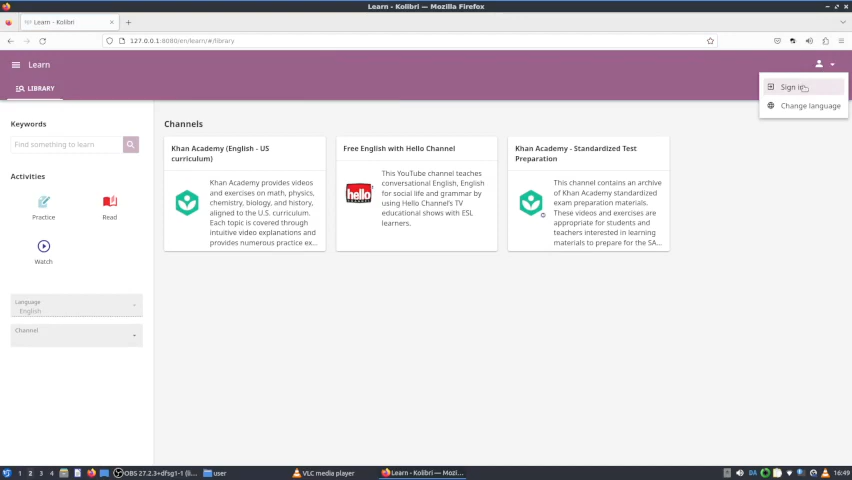 Learn - Kolibri — Mozilla Firefox
Learn - Kolibri
127.0.0.1:8080/en/learn/#/library
Learn
LIBRARY
Sign in
Change language
Keywords
Find something to learn
Activities
Practice
Read
Watch
Language
English
Channel
Channels
Khan Academy (English - US
curriculum)
Khan Academy provides videos
and exercises on math, physics,
chemistry, biology, and history,
aligned to the U.S. curriculum.
Each topic is covered through
intuitive video explanations and
provides numerous practice ex...
Free English with Hello Channel
hello
This YouTube channel teaches
conversational English, English
for social life and grammar by
using Hello Channel's TV
educational shows with ESL
learners.
Khan Academy - Standardized Test
Preparation
This channel contains an archive
of Khan Academy standardized
exam preparation materials.
These videos and exercises are
appropriate for students and
teachers interested in learning
materials to prepare for the SA...
1 2 3 4
OBS 27.2.3+dfsg1-1 (li...
user
VLC media player
Learn - Kolibri — Mozi...
DA
16:49